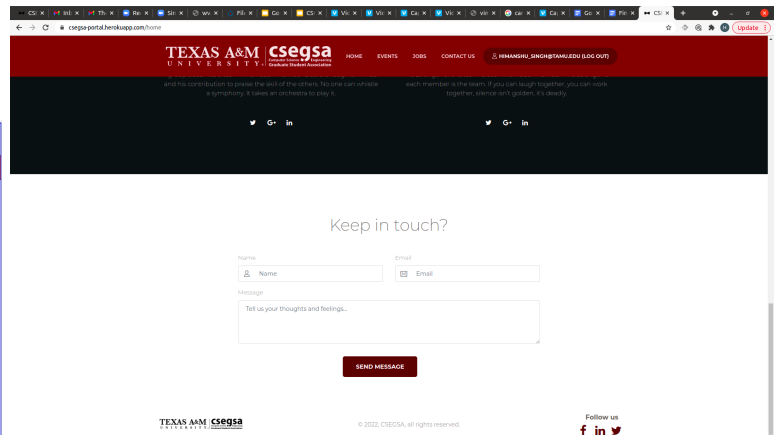 Update
csegsa-portal.herokuapp.com/home
TEXAS A&M
UNIVERSITY
csegsa
Computer Science & Engineering
Graduate Student Association
HOME
EVENTS
JOBS
CONTACT US
HIMANSHU_SINGH@TAMU.EDU (LOG OUT)
and his contribution to praise the skill of the others. No one can whistle
a symphony. It takes an orchestra to play it.
each member is the team. If you can laugh together, you can work
together, silence isn't golden, it's deadly.
G+ in
G+ in
Keep in touch?
Name
Email
Name
Email
Message
Tell us your thoughts and feelings...
SEND MESSAGE
TEXAS A&M
UNIVERSITY
csegsa
© 2022, CSEGSA, all rights reserved.
Follow us
f in